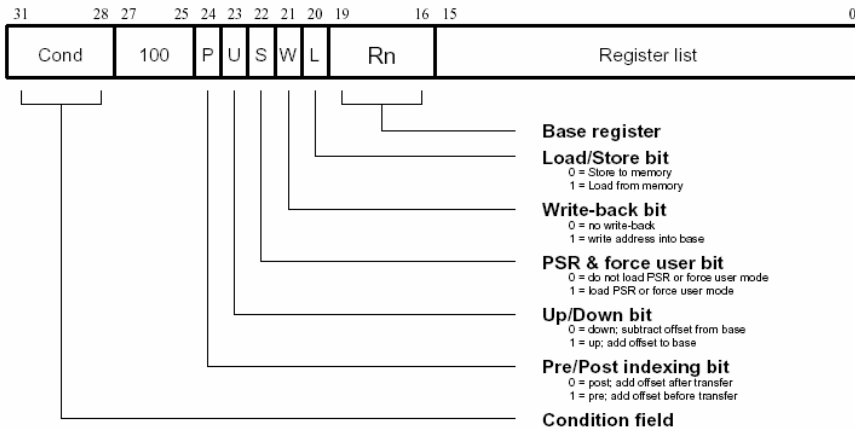 31 28 27 25 24 23 22 21 20 19 16 15 0
Cond 100 P U S W L Rn Register list
Base register
Load/Store bit
0 = Store to memory
1 = Load from memory
Write-back bit
0 = no write-back
1 = write address into base
PSR & force user bit
0 = do not load PSR or force user mode
1 = load PSR or force user mode
Up/Down bit
0 = down; subtract offset from base
1 = up; add offset to base
Pre/Post indexing bit
0 = post; add offset after transfer
1 = pre; add offset before transfer
Condition field